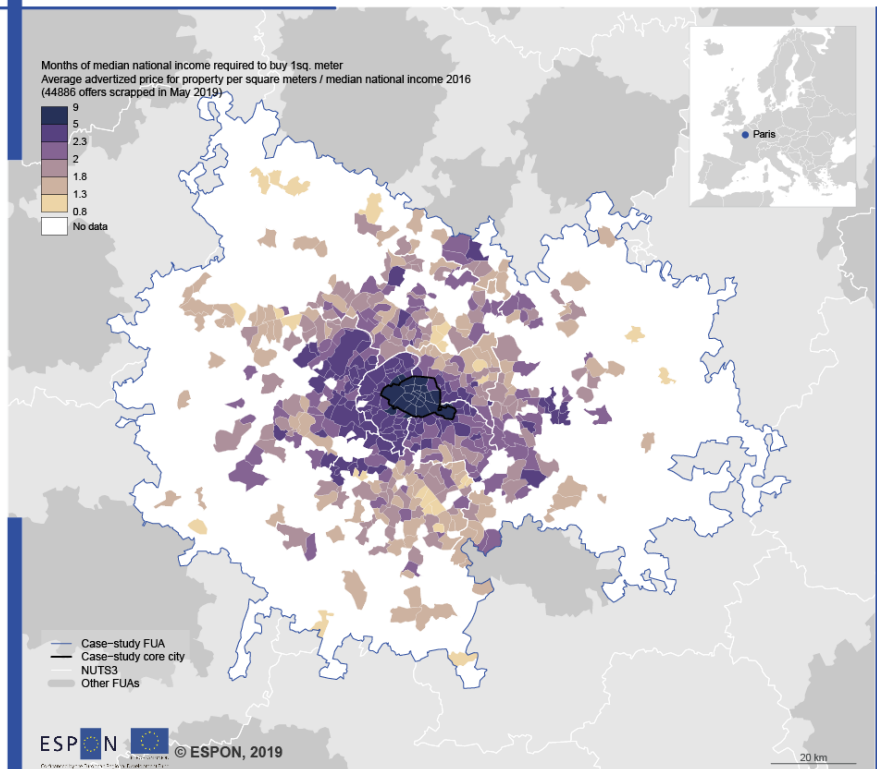 Months of median national income required to buy 1sq. meter
Average advertized price for property per square meters / median national income 2016
(44886 offers scrapped in May 2019)
9
5
2.3
2
1.8
1.3
0.8
No data
Paris
Case-study FUA
Case-study core city
NUTS3
Other FUAs
ESPON
© ESPON, 2019
20 km